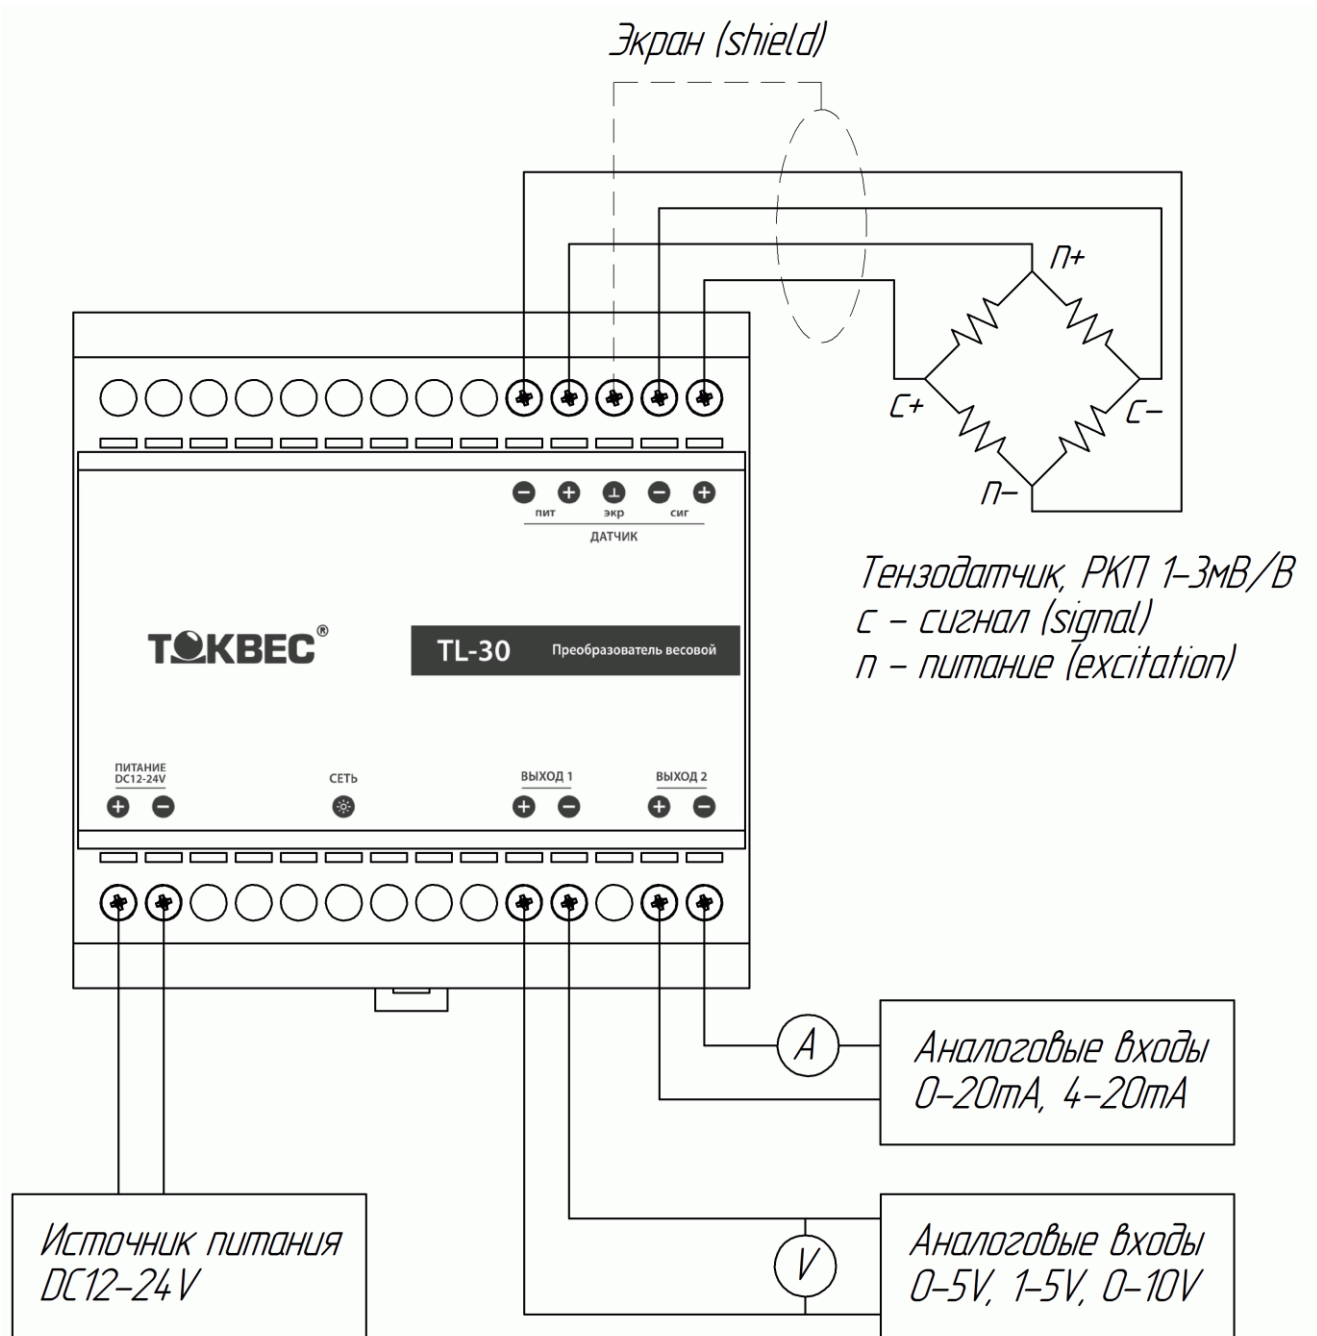 Экран (shield)
п+
с+
с-
п-
пит
экр
сиг
ДАТЧИК
Тензодатчик, РКП 1-3мВ/В
с - сигнал (signal)
п - питание (excitation)
ТОКВЕС®
TL-30
Преобразователь весовой
ПИТАНИЕ
DC12-24V
СЕТЬ
ВЫХОД 1
ВЫХОД 2
A
Аналоговые входы
0-20mA, 4-20mA
Источник питания
DC12-24V
V
Аналоговые входы
0-5V, 1-5V, 0-10V